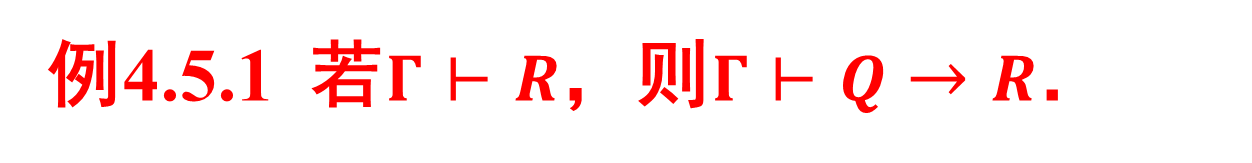 例4.5.1 若Γ ⊢ R，则Γ ⊢ Q → R.